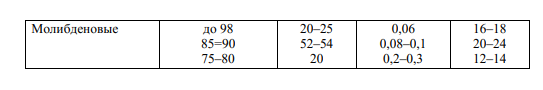 Молибденовые до 98 20–25 0,06 16–18
85=90 52–54 0,08–0,1 20–24
75–80 20 0,2–0,3 12–14